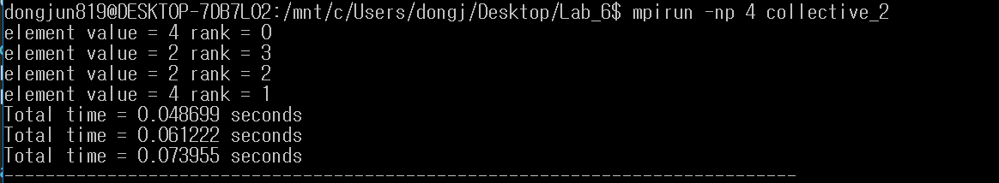 dongjun819@DESKTOP-7DB7LO2:/mnt/c/Users/dongj/Desktop/Lab_6$ mpirun -np 4 collective_2
element value = 4 rank = 0
element value = 2 rank = 3
element value = 2 rank = 2
element value = 4 rank = 1
Total time = 0.048699 seconds
Total time = 0.061222 seconds
Total time = 0.073955 seconds
--------------------------------------------------------------------------